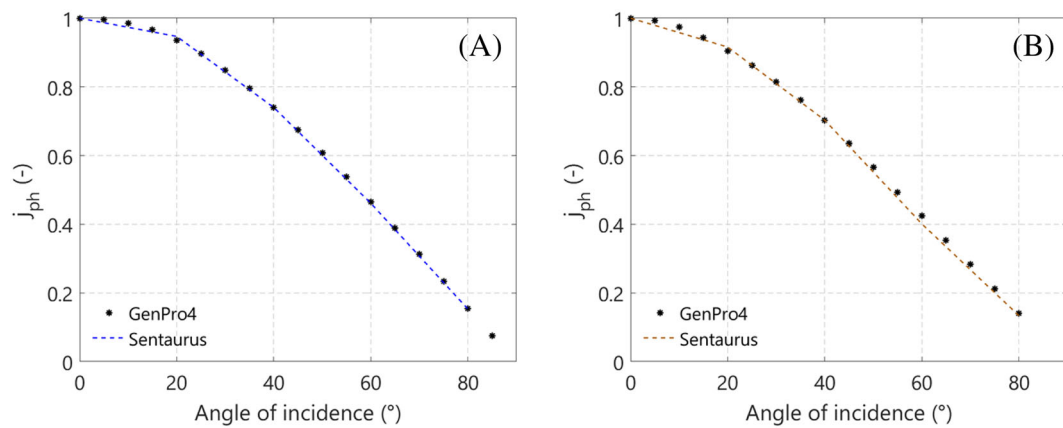 (A)
1
0.8
0.6
0.4
0.2
0
j_ph (-)
GenPro4
Sentaurus
0 20 40 60 80
Angle of incidence (°)
(B)
1
0.8
0.6
0.4
0.2
0
j_ph (-)
GenPro4
Sentaurus
0 20 40 60 80
Angle of incidence (°)